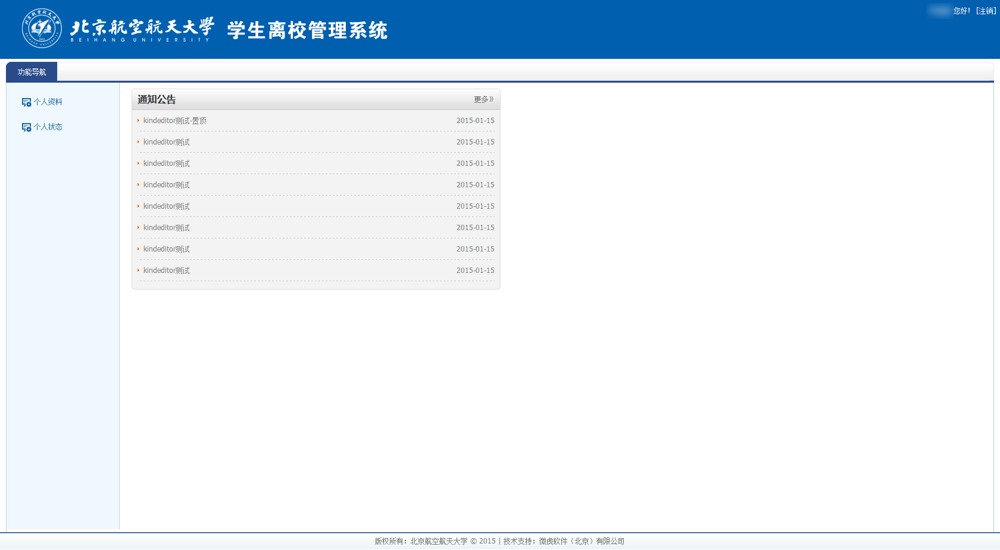 北京航空航天大学 学生离校管理系统
BEIHANG UNIVERSITY
您好! [注销]
功能导航
个人资料
个人状态
通知公告 更多》
kindeditor测试-置顶 2015-01-15
kindeditor测试 2015-01-15
kindeditor测试 2015-01-15
kindeditor测试 2015-01-15
kindeditor测试 2015-01-15
kindeditor测试 2015-01-15
kindeditor测试 2015-01-15
kindeditor测试 2015-01-15
版权所有：北京航空航天大学 © 2015 | 技术支持：微虎软件（北京）有限公司